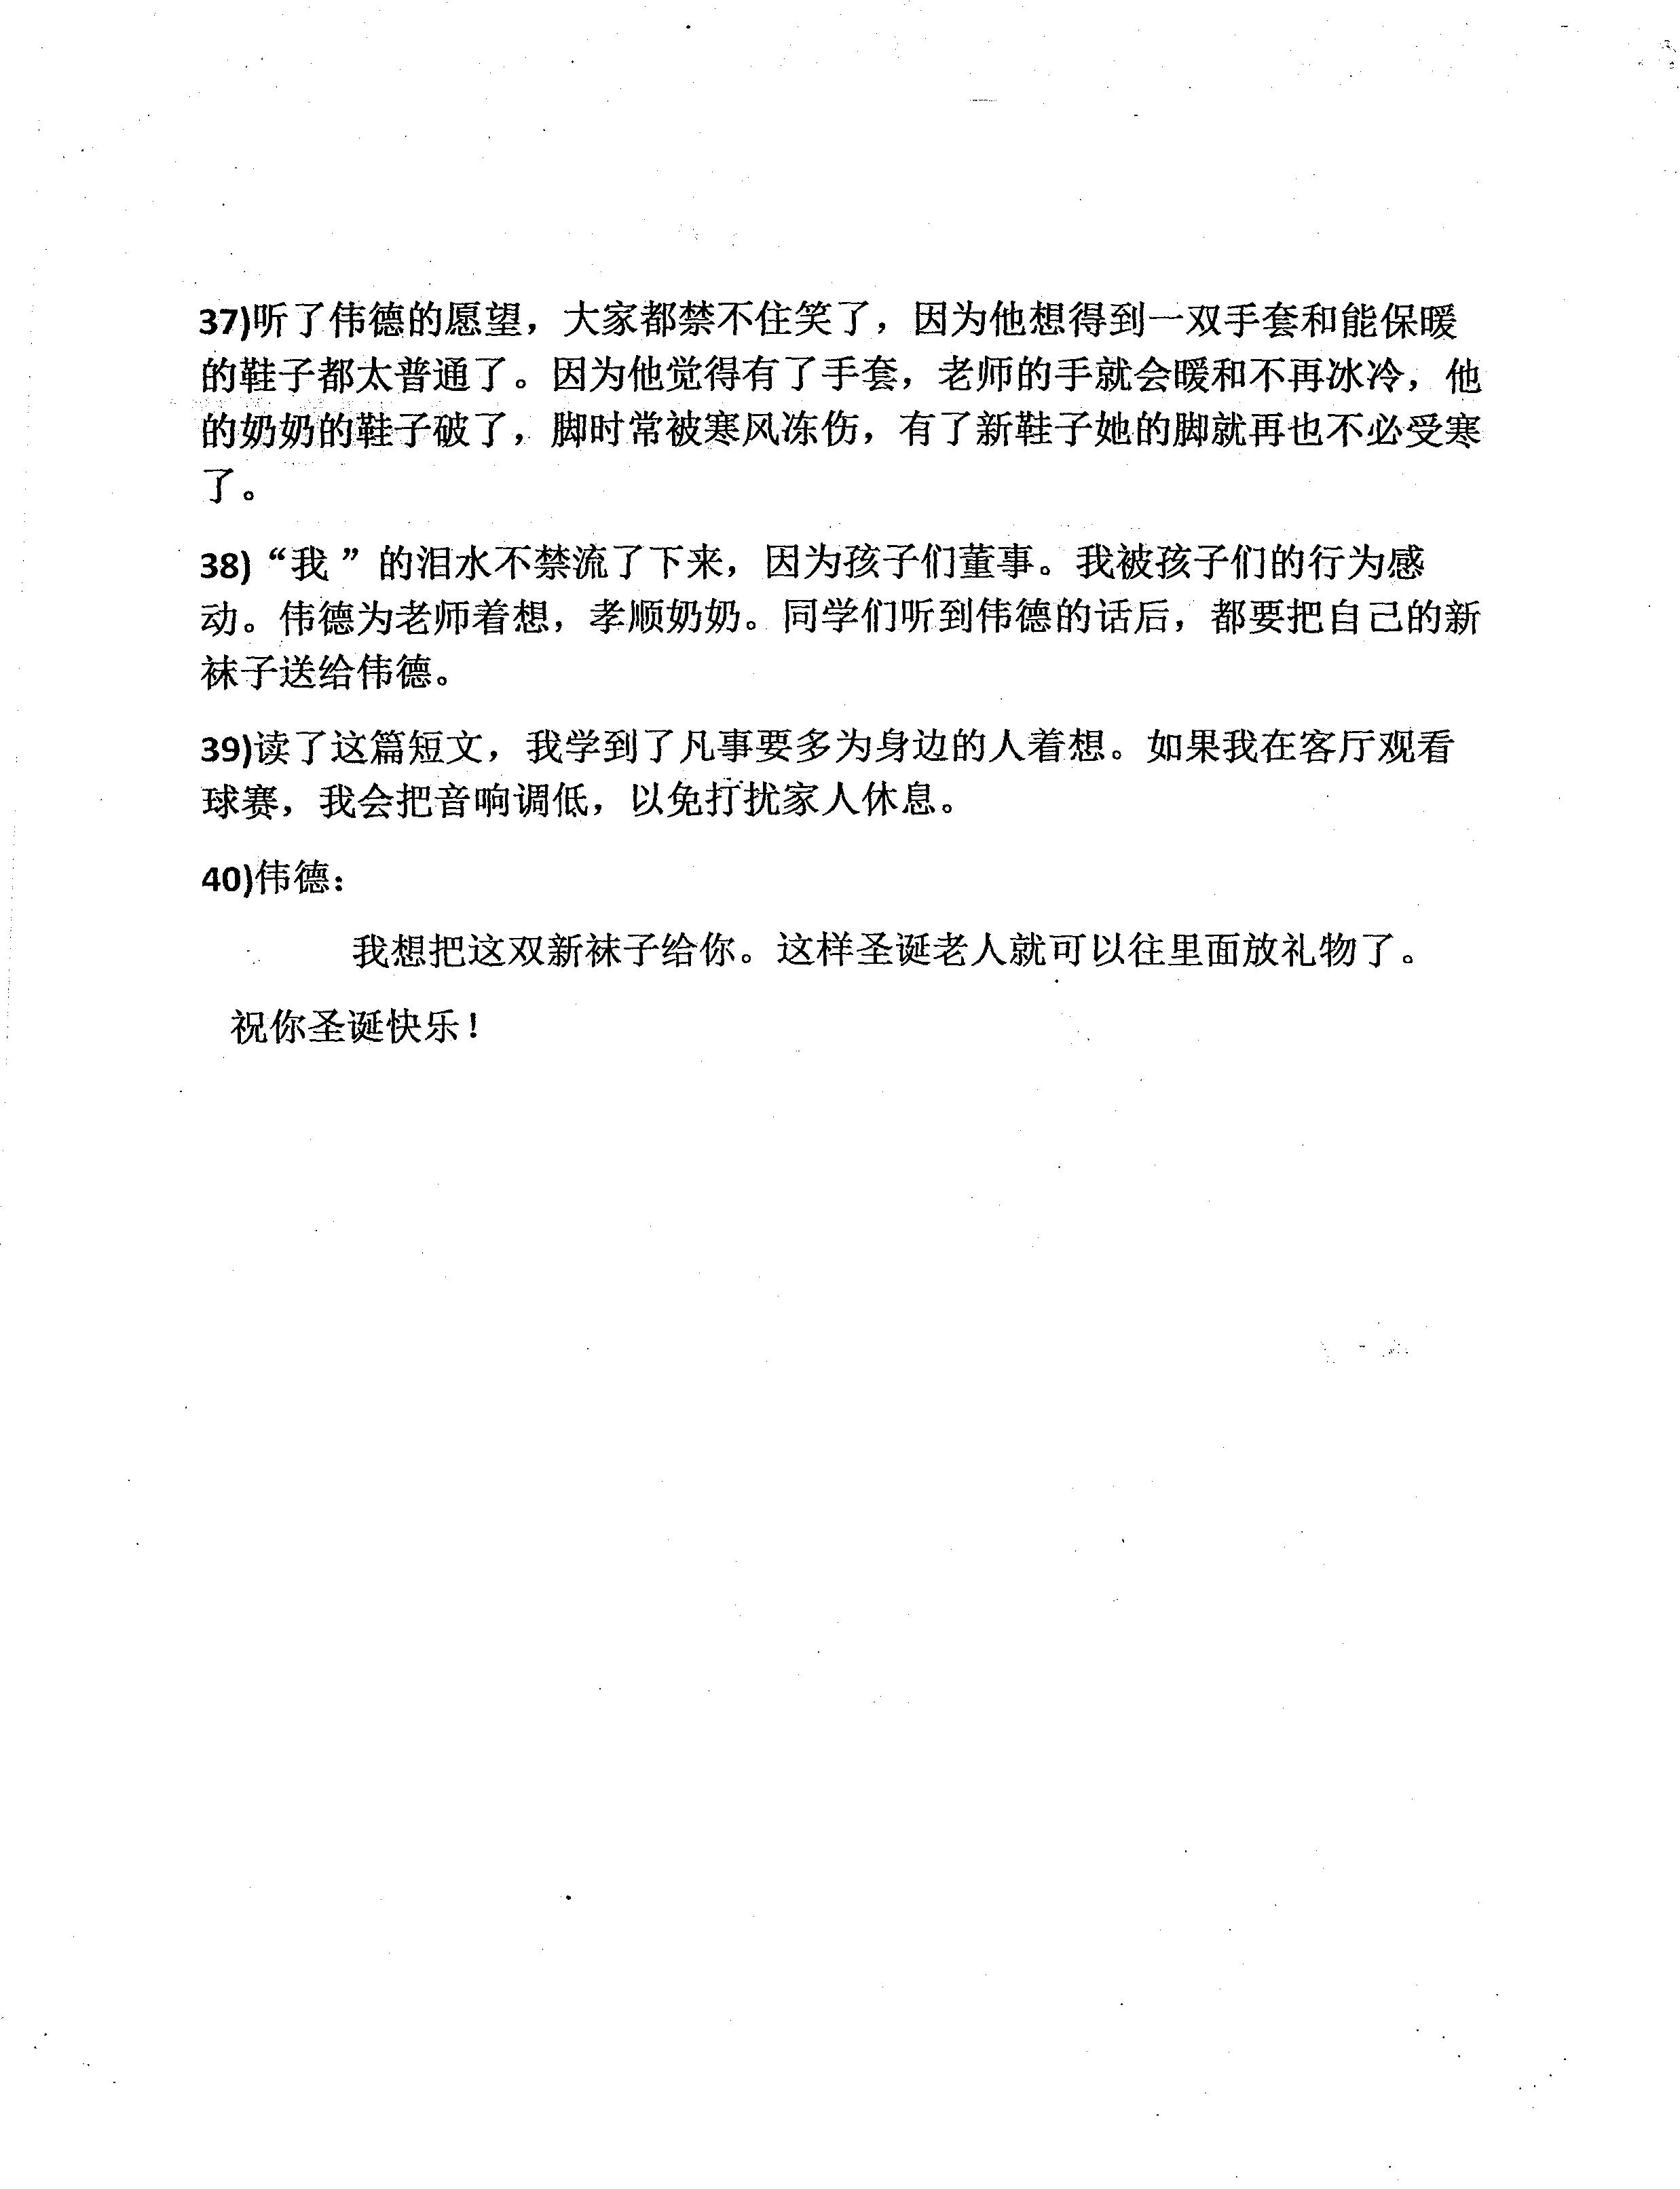 37)听了伟德的愿望，大家都禁不住笑了，因为他想得到一双手套和能保暖
的鞋子都太普通了。因为他觉得有了手套，老师的手就会暖和不再冰冷，他
的奶奶的鞋子破了，脚时常被寒风冻伤，有了新鞋子她的脚就再也不必受寒
了。
38)“我 ”的泪水不禁流了下来，因为孩子们董事。我被孩子们的行为感
动。伟德为老师着想，孝顺奶奶。同学们听到伟德的话后，都要把自己的新
袜子送给伟德。
39)读了这篇短文，我学到了凡事要多为身边的人着想。如果我在客厅观看
球赛，我会把音响调低，以免打扰家人休息。
40)伟德：
我想把这双新袜子给你。这样圣诞老人就可以往里面放礼物了。
祝你圣诞快乐！